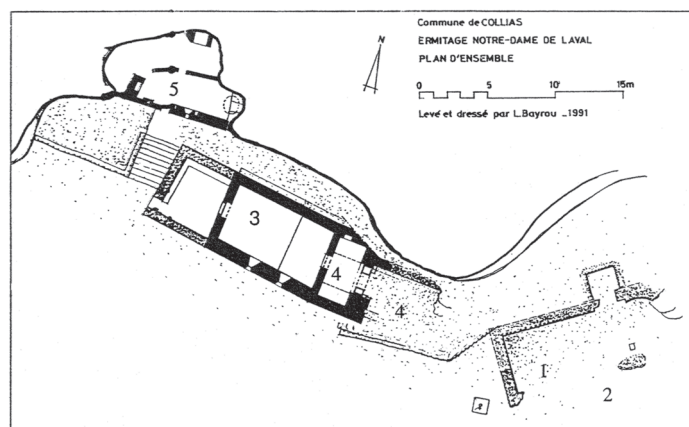 Commune de COLLIAS
ERMITAGE NOTRE-DAME DE LAVAL
PLAN D'ENSEMBLE
N
0 5 10 15m
Levé et dressé par L.Bayrou _1991
5
3
4
4
1
2